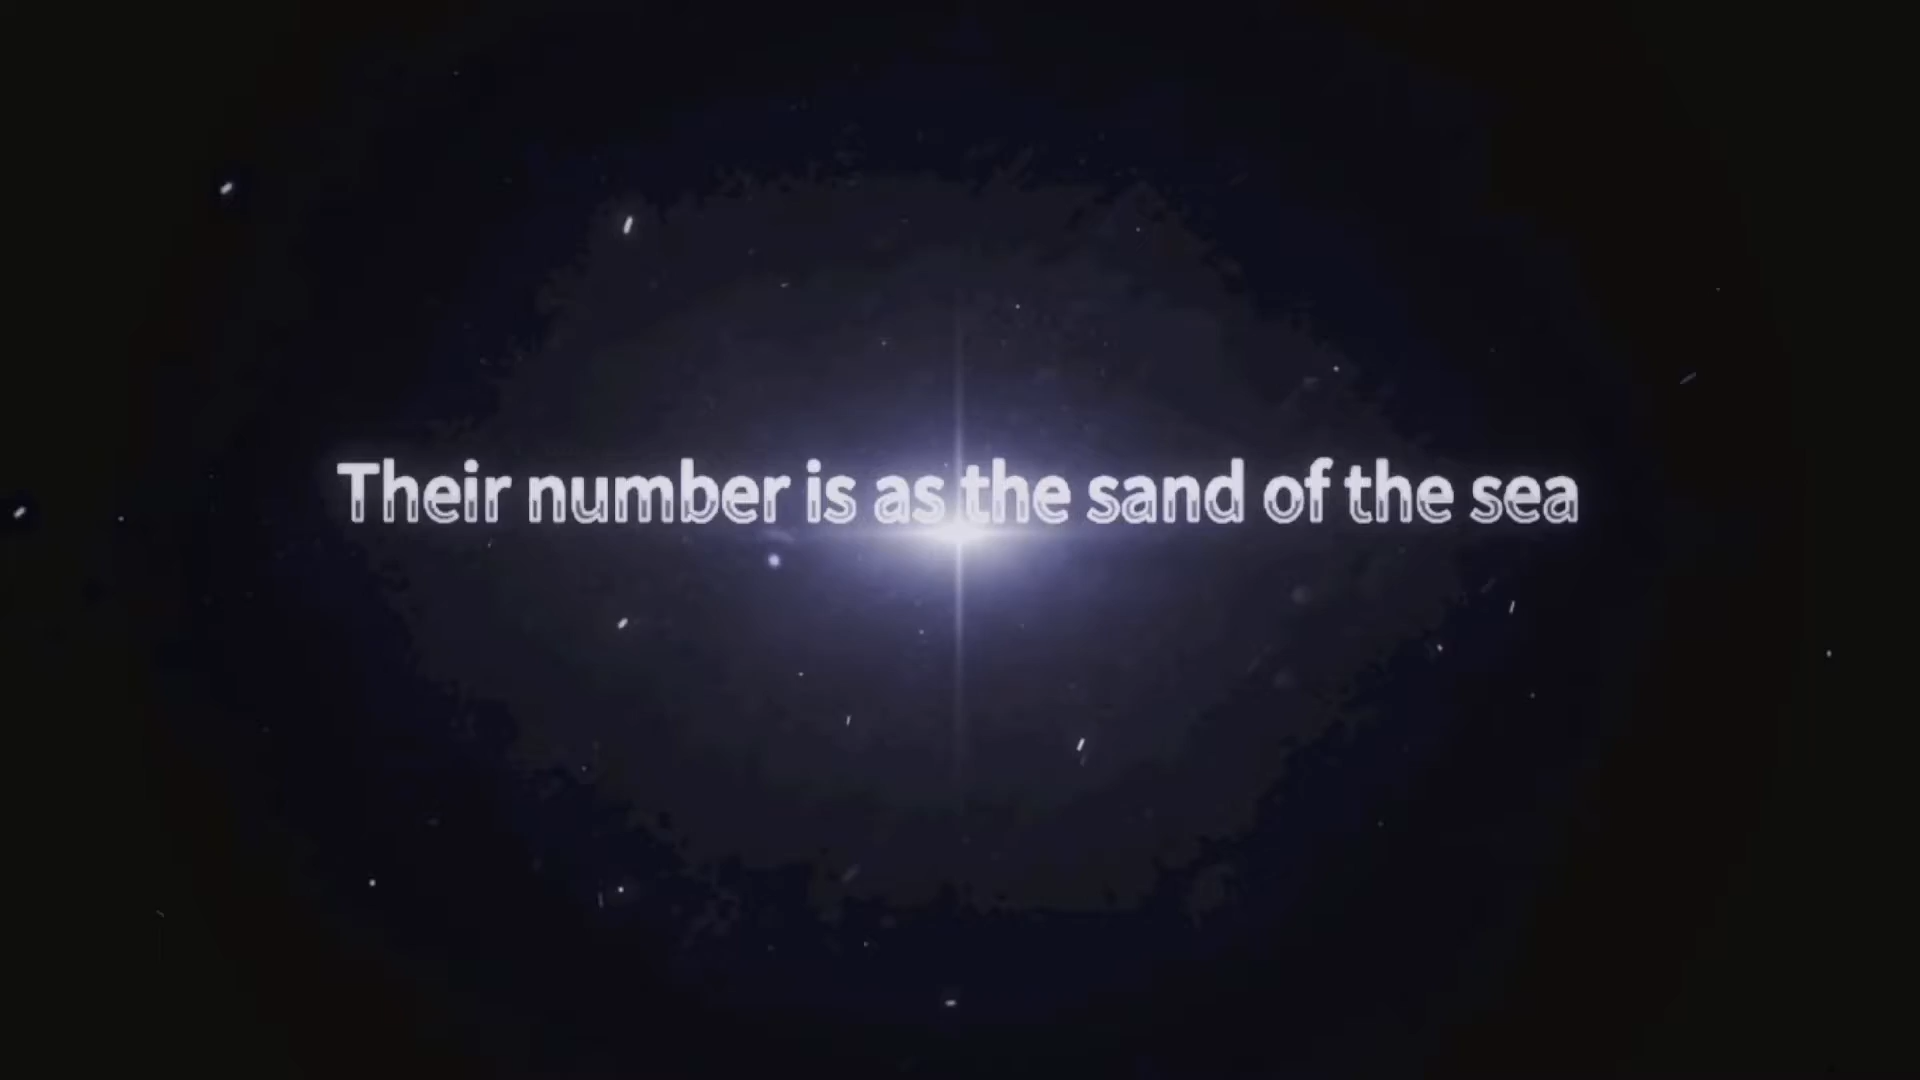 Their number is as the sand of the sea